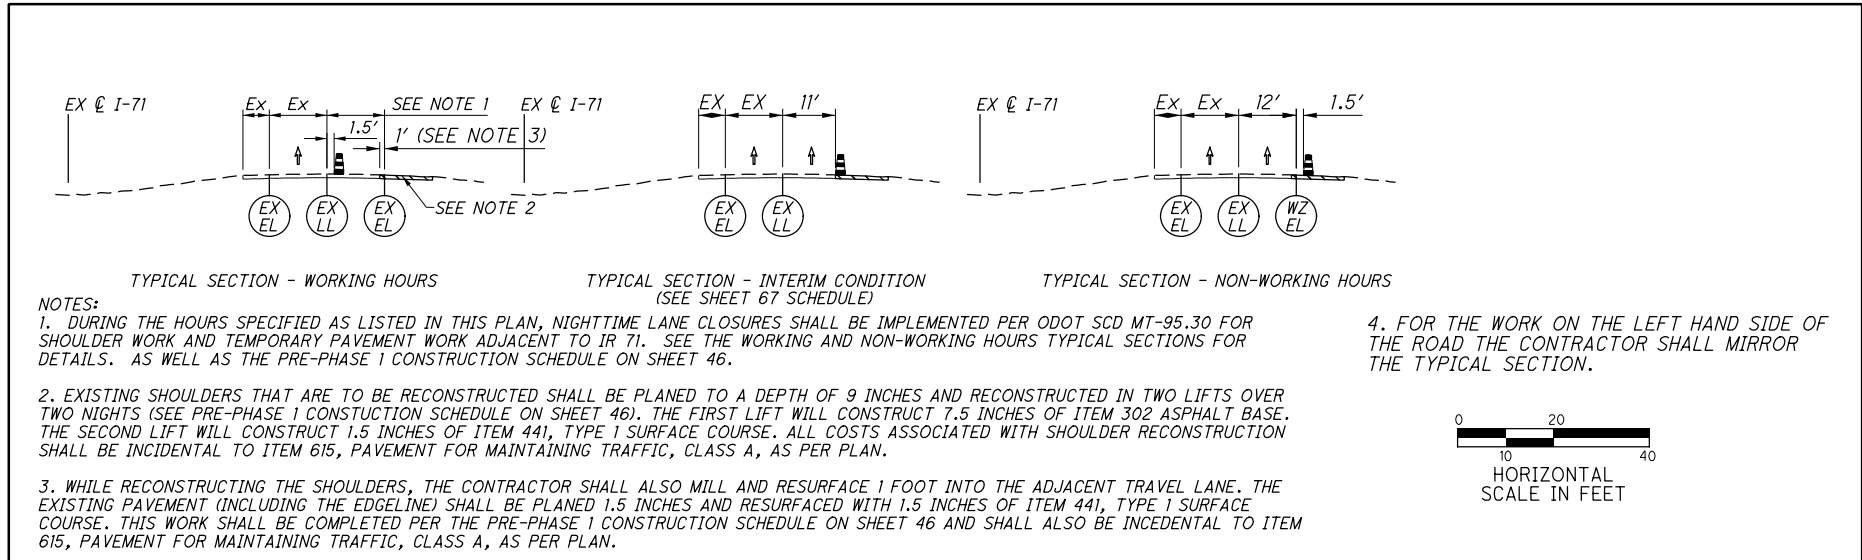 EX ℄ I-71
Ex Ex SEE NOTE 1
1.5'
1' (SEE NOTE 3)
EX EL
EX LL
EX EL
SEE NOTE 2
TYPICAL SECTION - WORKING HOURS
EX ℄ I-71
EX EX 11'
EX EL
EX LL
TYPICAL SECTION - INTERIM CONDITION
(SEE SHEET 67 SCHEDULE)
EX ℄ I-71
Ex Ex 12' 1.5'
EX EL
EX LL
WZ EL
TYPICAL SECTION - NON-WORKING HOURS
NOTES:
1. DURING THE HOURS SPECIFIED AS LISTED IN THIS PLAN, NIGHTTIME LANE CLOSURES SHALL BE IMPLEMENTED PER ODOT SCD MT-95.30 FOR
SHOULDER WORK AND TEMPORARY PAVEMENT WORK ADJACENT TO IR 71. SEE THE WORKING AND NON-WORKING HOURS TYPICAL SECTIONS FOR
DETAILS. AS WELL AS THE PRE-PHASE 1 CONSTRUCTION SCHEDULE ON SHEET 46.
2. EXISTING SHOULDERS THAT ARE TO BE RECONSTRUCTED SHALL BE PLANED TO A DEPTH OF 9 INCHES AND RECONSTRUCTED IN TWO LIFTS OVER
TWO NIGHTS (SEE PRE-PHASE 1 CONSTUCTION SCHEDULE ON SHEET 46). THE FIRST LIFT WILL CONSTRUCT 7.5 INCHES OF ITEM 302 ASPHALT BASE.
THE SECOND LIFT WILL CONSTRUCT 1.5 INCHES OF ITEM 441, TYPE 1 SURFACE COURSE. ALL COSTS ASSOCIATED WITH SHOULDER RECONSTRUCTION
SHALL BE INCIDENTAL TO ITEM 615, PAVEMENT FOR MAINTAINING TRAFFIC, CLASS A, AS PER PLAN.
3. WHILE RECONSTRUCTING THE SHOULDERS, THE CONTRACTOR SHALL ALSO MILL AND RESURFACE 1 FOOT INTO THE ADJACENT TRAVEL LANE. THE
EXISTING PAVEMENT (INCLUDING THE EDGELINE) SHALL BE PLANED 1.5 INCHES AND RESURFACED WITH 1.5 INCHES OF ITEM 441, TYPE 1 SURFACE
COURSE. THIS WORK SHALL BE COMPLETED PER THE PRE-PHASE 1 CONSTRUCTION SCHEDULE ON SHEET 46 AND SHALL ALSO BE INCEDENTAL TO ITEM
615, PAVEMENT FOR MAINTAINING TRAFFIC, CLASS A, AS PER PLAN.
4. FOR THE WORK ON THE LEFT HAND SIDE OF
THE ROAD THE CONTRACTOR SHALL MIRROR
THE TYPICAL SECTION.
0 20
10 40
HORIZONTAL
SCALE IN FEET